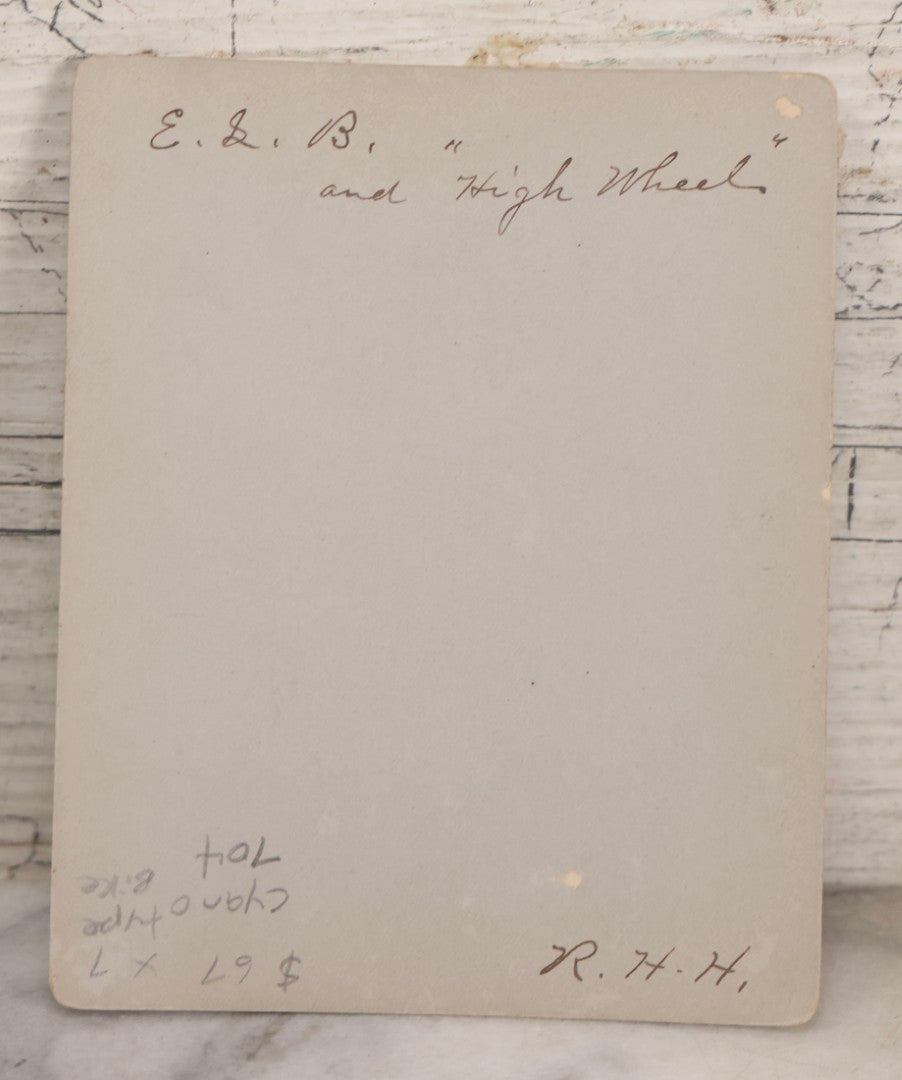 E. L. B. "
and "High Wheel"
R. H. H.
$ 67 x 7
cyanotype
Bike
704